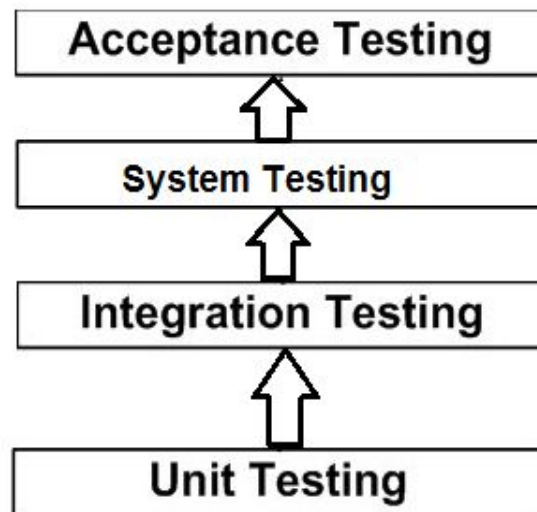 Acceptance Testing
System Testing
Integration Testing
Unit Testing